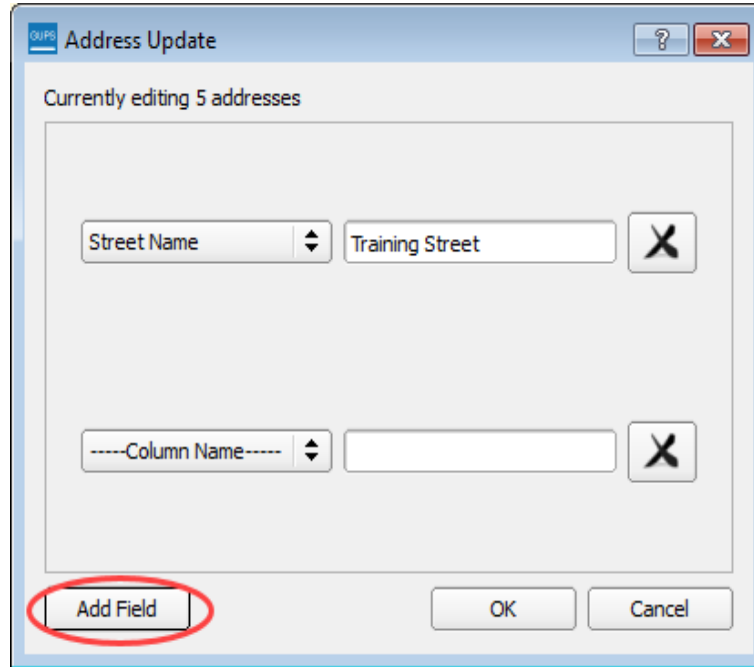 GUPS Address Update
Currently editing 5 addresses
Street Name Training Street
-----Column Name-----
Add Field OK Cancel